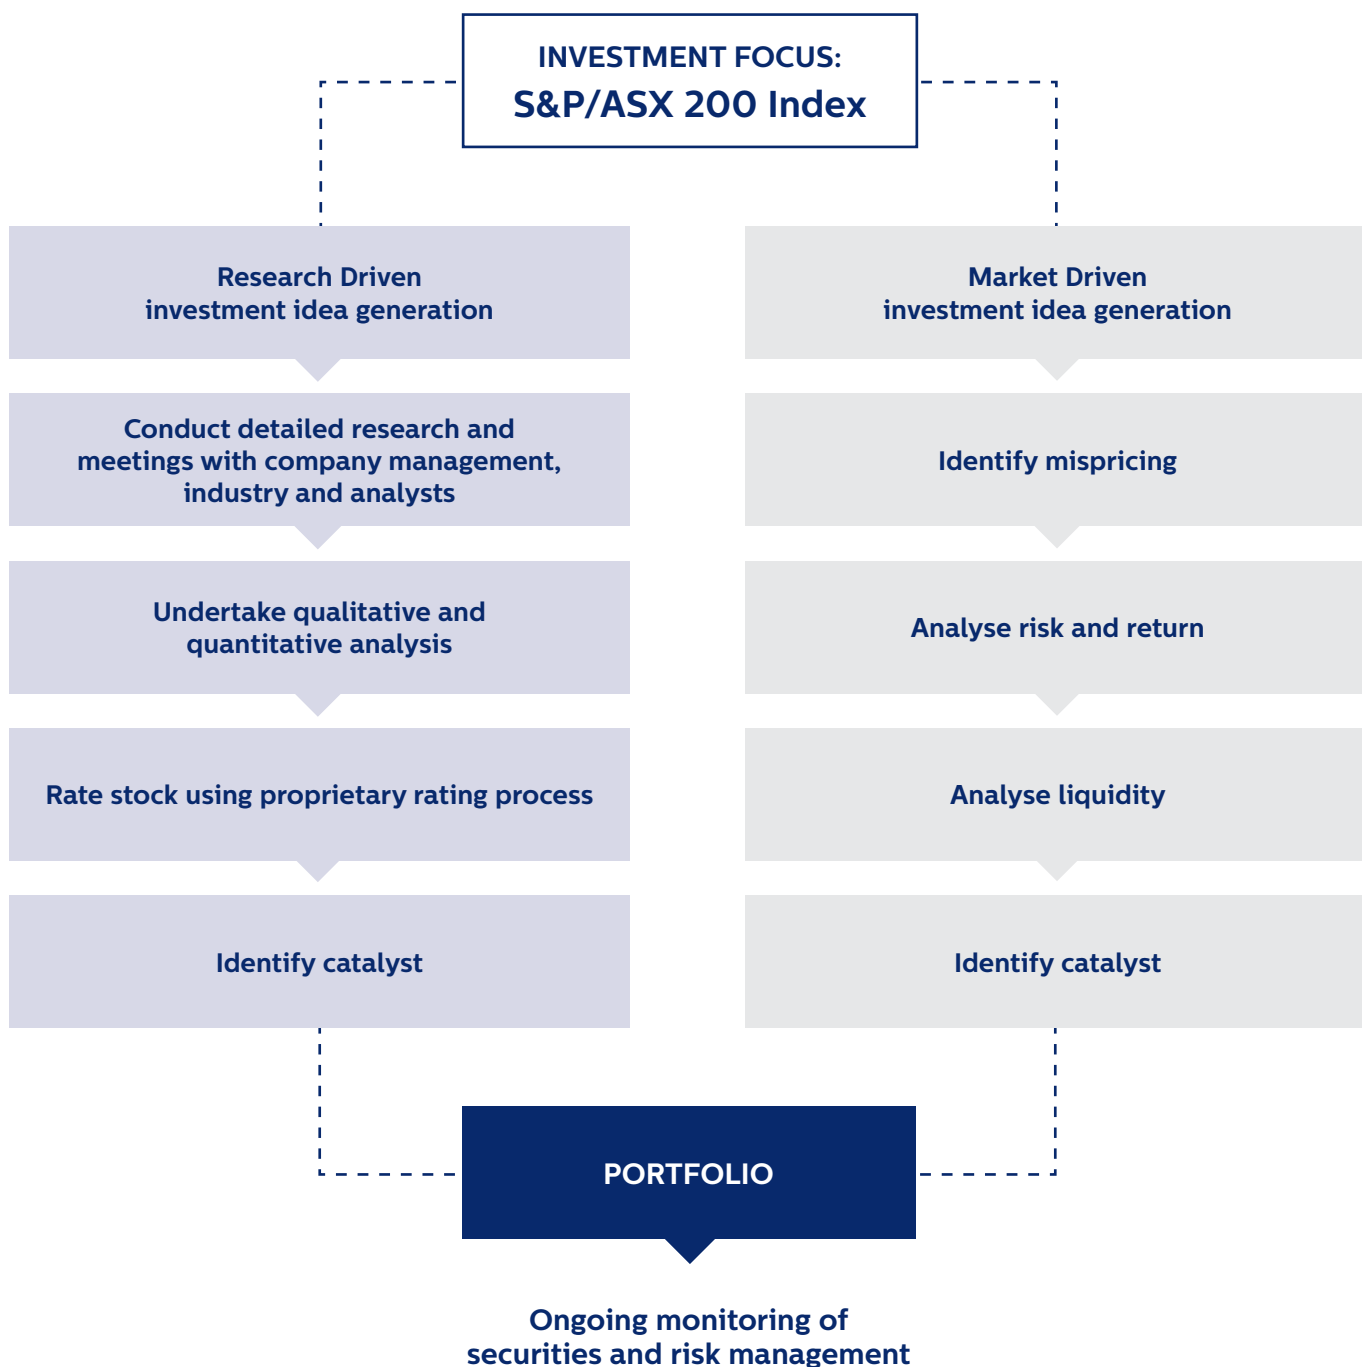 INVESTMENT FOCUS:
S&P/ASX 200 Index
Research Driven
investment idea generation
Conduct detailed research and
meetings with company management,
industry and analysts
Undertake qualitative and
quantitative analysis
Rate stock using proprietary rating process
Identify catalyst
Market Driven
investment idea generation
Identify mispricing
Analyse risk and return
Analyse liquidity
Identify catalyst
PORTFOLIO
Ongoing monitoring of
securities and risk management